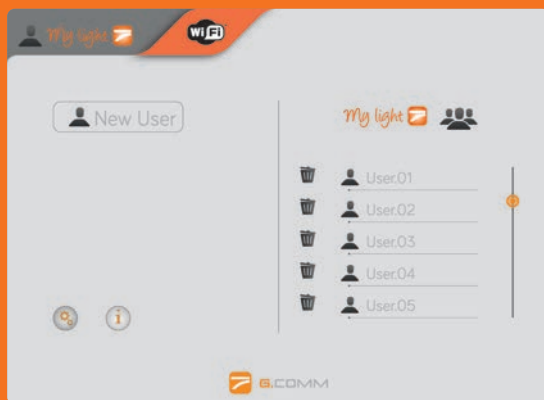 My light
WiFi
New User
i
My light
User.01
User.02
User.03
User.04
User.05
G.COMM